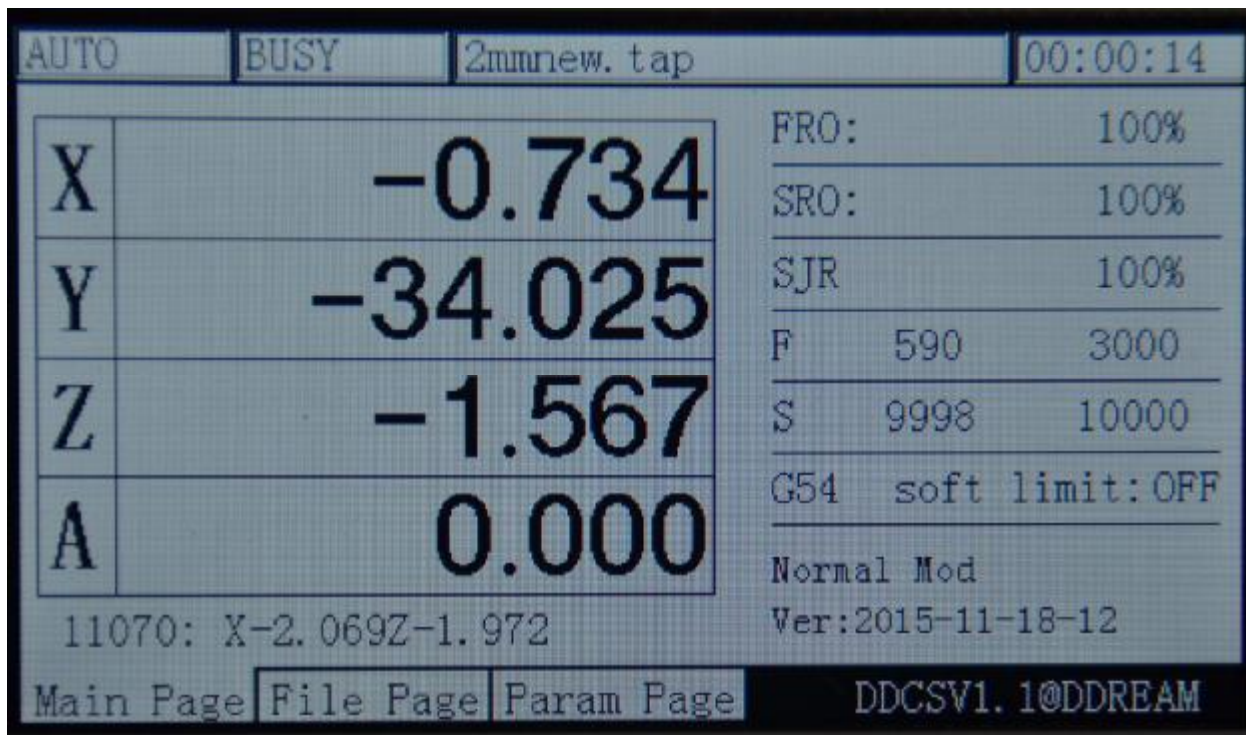 AUTO BUSY 2mmnew.tap 00:00:14
X -0.734
Y -34.025
Z -1.567
A 0.000
11070: X-2.069Z-1.972
FRO: 100%
SRO: 100%
SJR 100%
F 590 3000
S 9998 10000
G54 soft limit:OFF
Normal Mod
Ver:2015-11-18-12
Main Page File Page Param Page DDCSV1.1@DDREAM